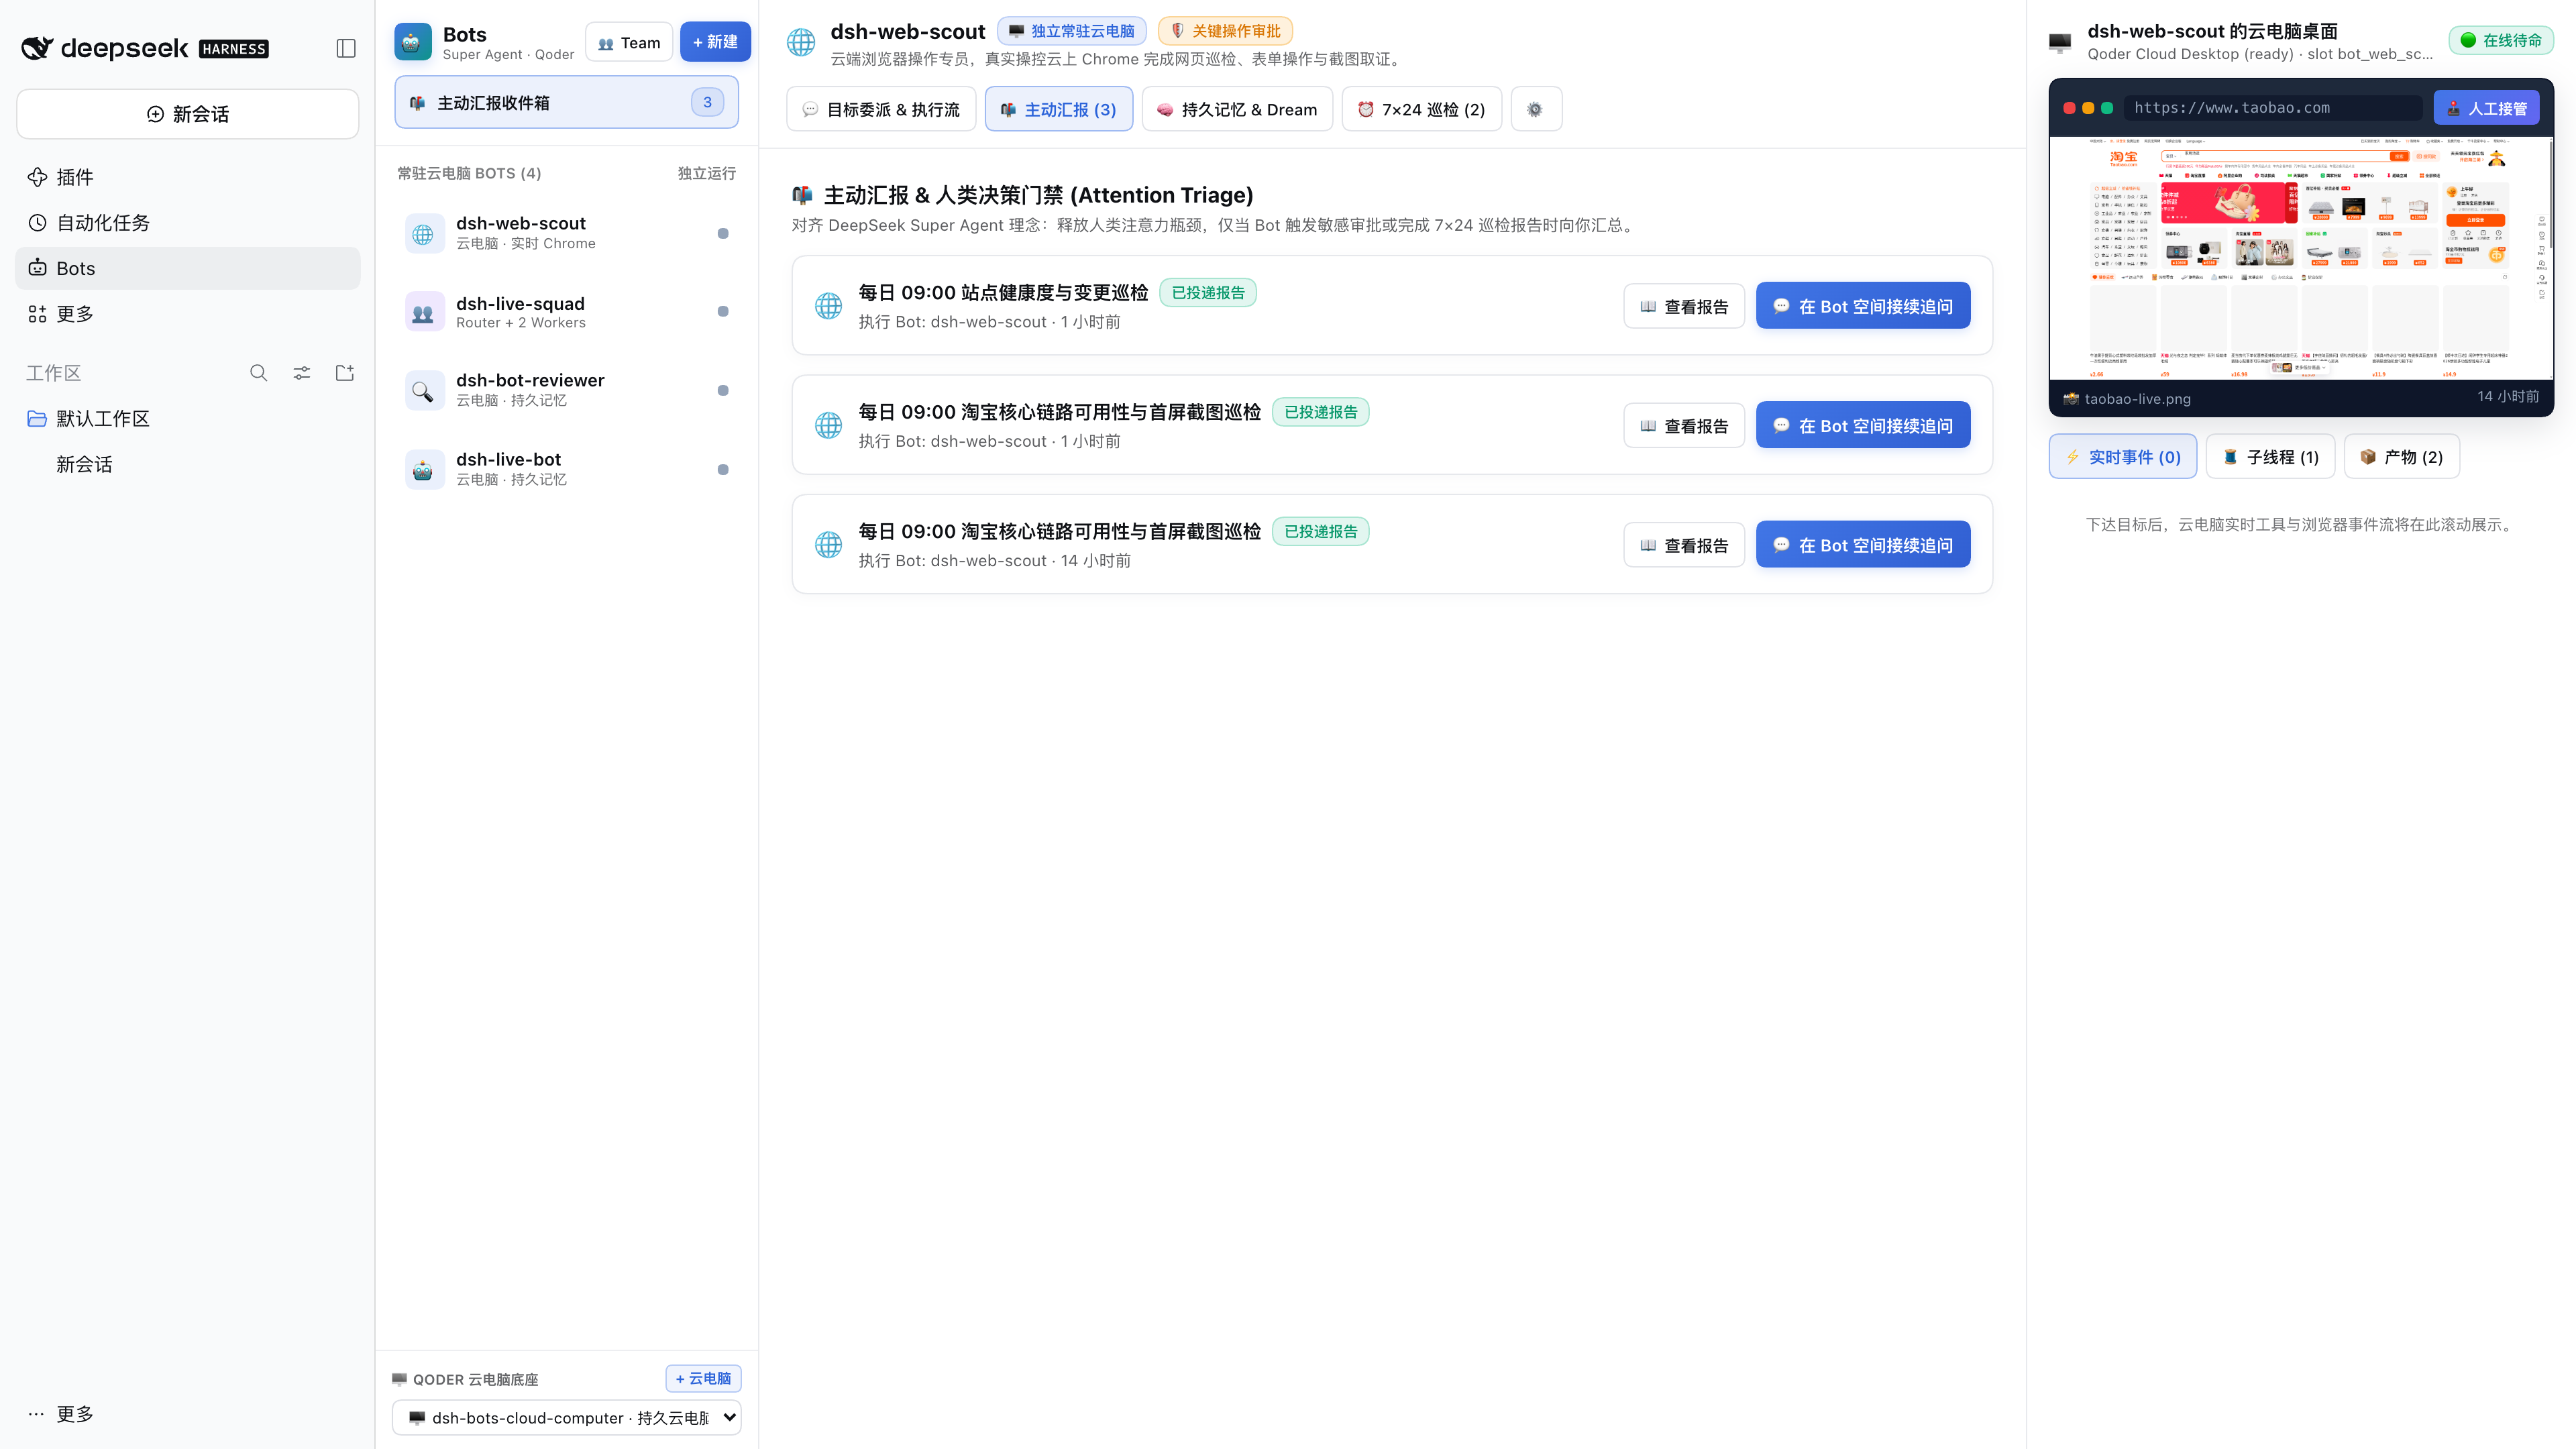 deepseek HARNESS
新会话
插件
自动化任务
Bots
更多
工作区
默认工作区
新会话
更多
Bots
Super Agent · Qoder
Team
+ 新建
主动汇报收件箱
3
常驻云电脑 BOTS (4)
独立运行
dsh-web-scout
云电脑 · 实时 Chrome
dsh-live-squad
Router + 2 Workers
dsh-bot-reviewer
云电脑 · 持久记忆
dsh-live-bot
云电脑 · 持久记忆
QODER 云电脑底座
+ 云电脑
dsh-bots-cloud-computer · 持久云电脑
dsh-web-scout
独立常驻云电脑
关键操作审批
云端浏览器操作专员，真实操控云上 Chrome 完成网页巡检、表单操作与截图取证。
目标委派 & 执行流
主动汇报 (3)
持久记忆 & Dream
7×24 巡检 (2)
主动汇报 & 人类决策门禁 (Attention Triage)
对齐 DeepSeek Super Agent 理念：释放人类注意力瓶颈，仅当 Bot 触发敏感审批或完成 7×24 巡检报告时向你汇总。
每日 09:00 站点健康度与变更巡检
已投递报告
执行 Bot: dsh-web-scout · 1 小时前
查看报告
在 Bot 空间接续追问
每日 09:00 淘宝核心链路可用性与首屏截图巡检
已投递报告
执行 Bot: dsh-web-scout · 1 小时前
查看报告
在 Bot 空间接续追问
每日 09:00 淘宝核心链路可用性与首屏截图巡检
已投递报告
执行 Bot: dsh-web-scout · 14 小时前
查看报告
在 Bot 空间接续追问
dsh-web-scout 的云电脑桌面
Qoder Cloud Desktop (ready) · slot bot_web_sc...
在线待命
https://www.taobao.com
人工接管
淘宝
Taobao.com
taobao-live.png
14 小时前
实时事件 (0)
子线程 (1)
产物 (2)
下达目标后，云电脑实时工具与浏览器事件流将在此滚动展示。